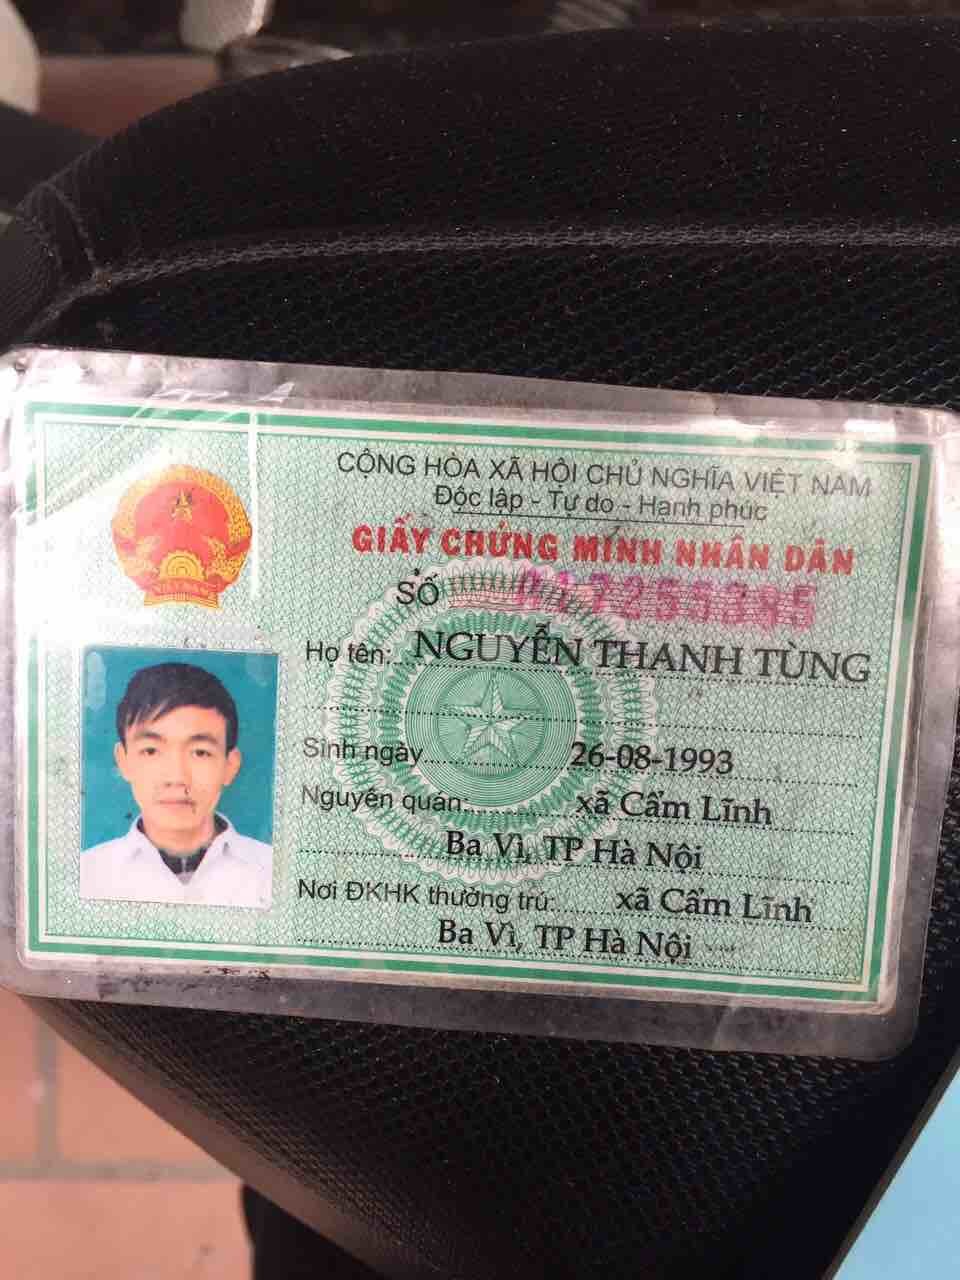 CỘNG HÒA XÃ HỘI CHỦ NGHĨA VIỆT NAM
Độc lập - Tự do - Hạnh phúc
GIẤY CHỨNG MINH NHÂN DÂN
SỐ
Họ tên: NGUYỄN THANH TÙNG
Sinh ngày 26-08-1993
Nguyên quán: xã Cẩm Lĩnh
Ba Vì, TP Hà Nội
Nơi ĐKHK thường trú: xã Cẩm Lĩnh
Ba Vì, TP Hà Nội